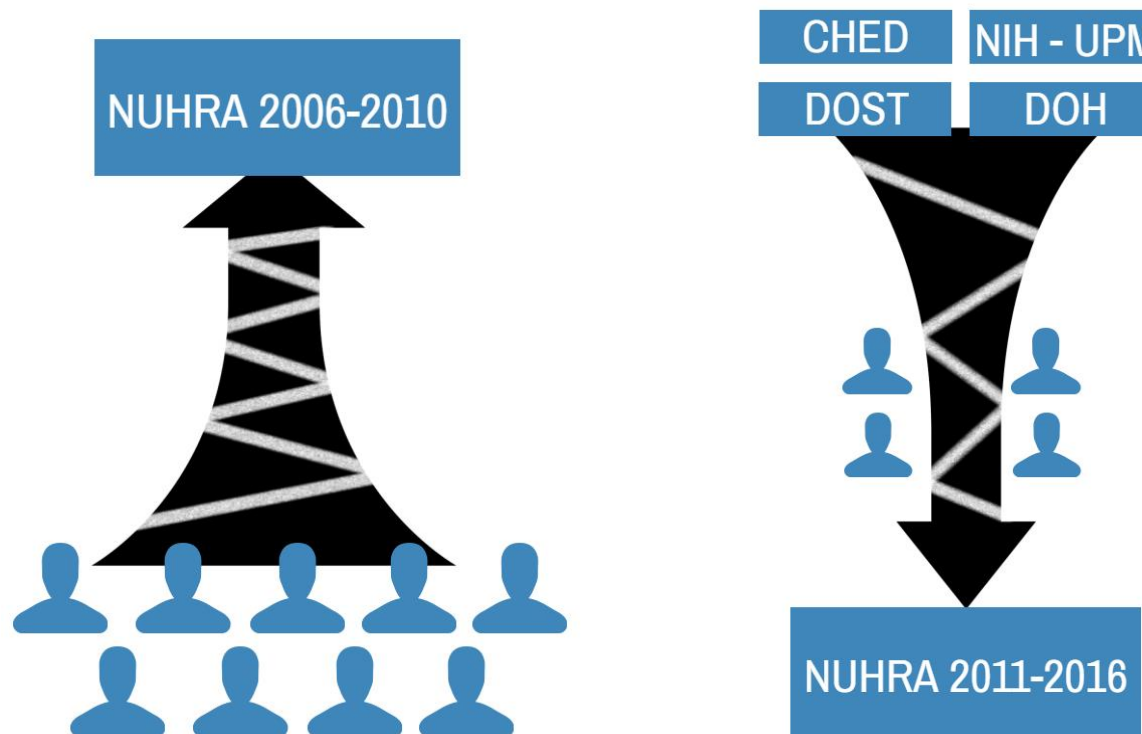 NUHRA 2006-2010
CHED
NIH - UPM
DOST
DOH
NUHRA 2011-2016